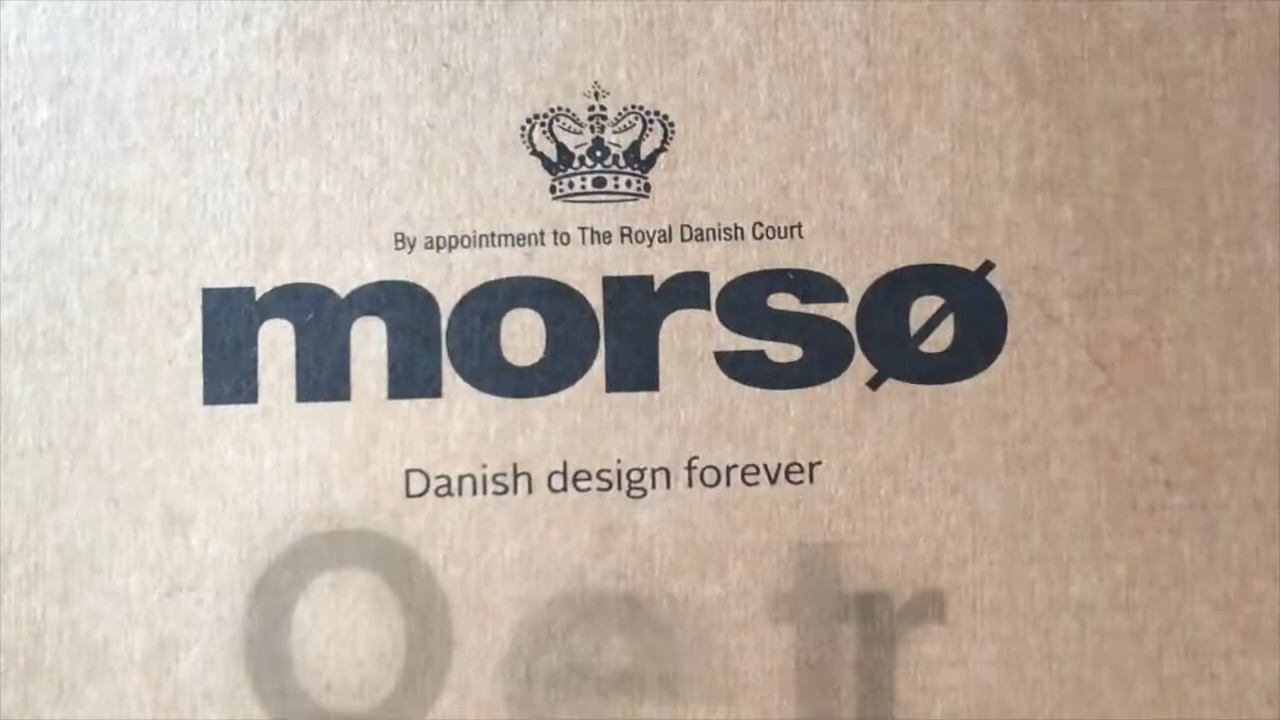 By appointment to The Royal Danish Court
morsø
Danish design forever